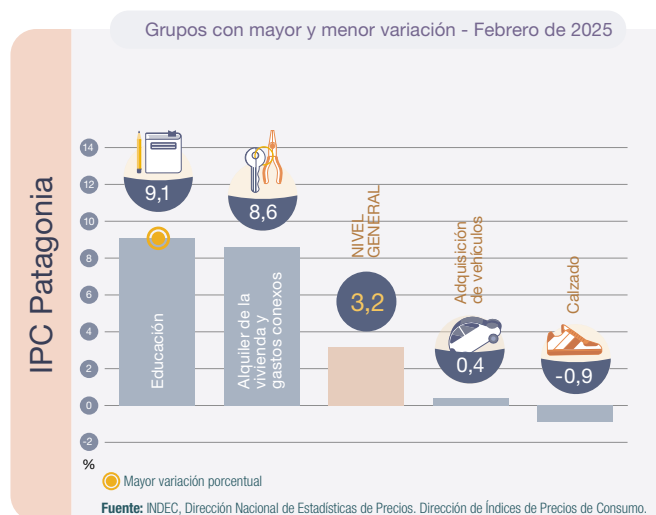 Grupos con mayor y menor variación - Febrero de 2025
IPC Patagonia
14
12
10
8
6
4
2
0
-2
%
9,1
Educación
8,6
Alquiler de la
vivienda y
gastos conexos
NIVEL
GENERAL
3,2
Adquisición
de vehículos
0,4
Calzado
-0,9
Mayor variación porcentual
Fuente: INDEC, Dirección Nacional de Estadísticas de Precios. Dirección de Índices de Precios de Consumo.